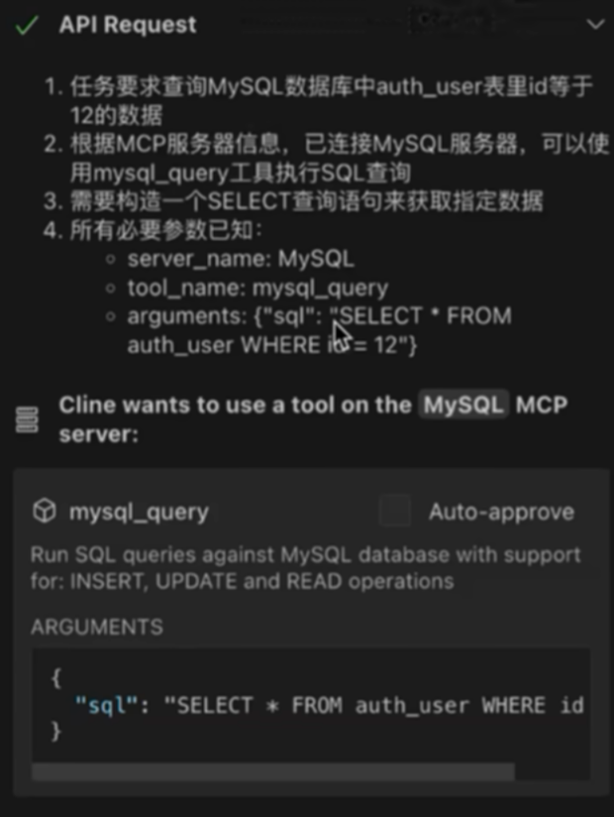 API Request
1. 任务要求查询MySQL数据库中auth_user表里id等于
12的数据
2. 根据MCP服务器信息，已连接MySQL服务器，可以使
用mysql_query工具执行SQL查询
3. 需要构造一个SELECT查询语句来获取指定数据
4. 所有必要参数已知：
server_name: MySQL
tool_name: mysql_query
arguments: {"sql": "SELECT * FROM
auth_user WHERE id = 12"}
Cline wants to use a tool on the MySQL MCP
server:
mysql_query
Auto-approve
Run SQL queries against MySQL database with support
for: INSERT, UPDATE and READ operations
ARGUMENTS
{
"sql": "SELECT * FROM auth_user WHERE id
}